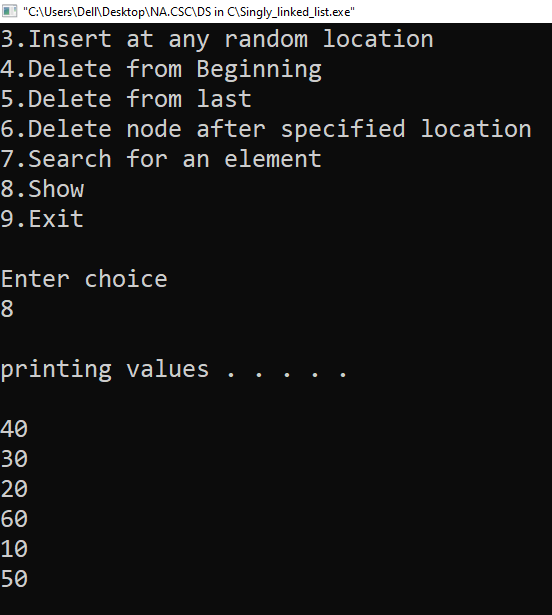 "C:\Users\Dell\Desktop\NA.CSC\DS in C\Singly_linked_list.exe"
3.Insert at any random location
4.Delete from Beginning
5.Delete from last
6.Delete node after specified location
7.Search for an element
8.Show
9.Exit
Enter choice
8
printing values . . . . .
40
30
20
60
10
50